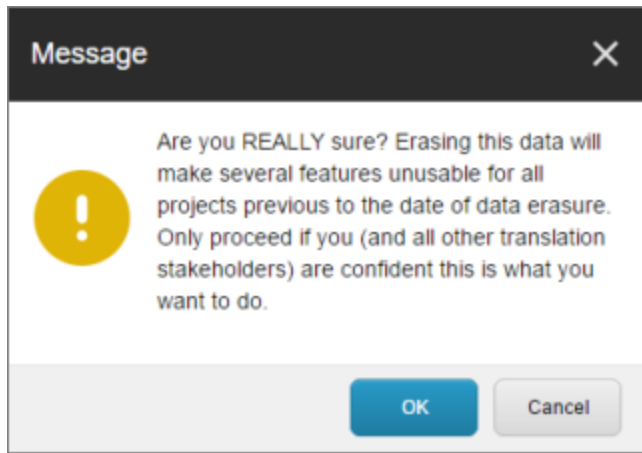 Message
Are you REALLY sure? Erasing this data will
make several features unusable for all
projects previous to the date of data erasure.
Only proceed if you (and all other translation
stakeholders) are confident this is what you
want to do.
OK
Cancel